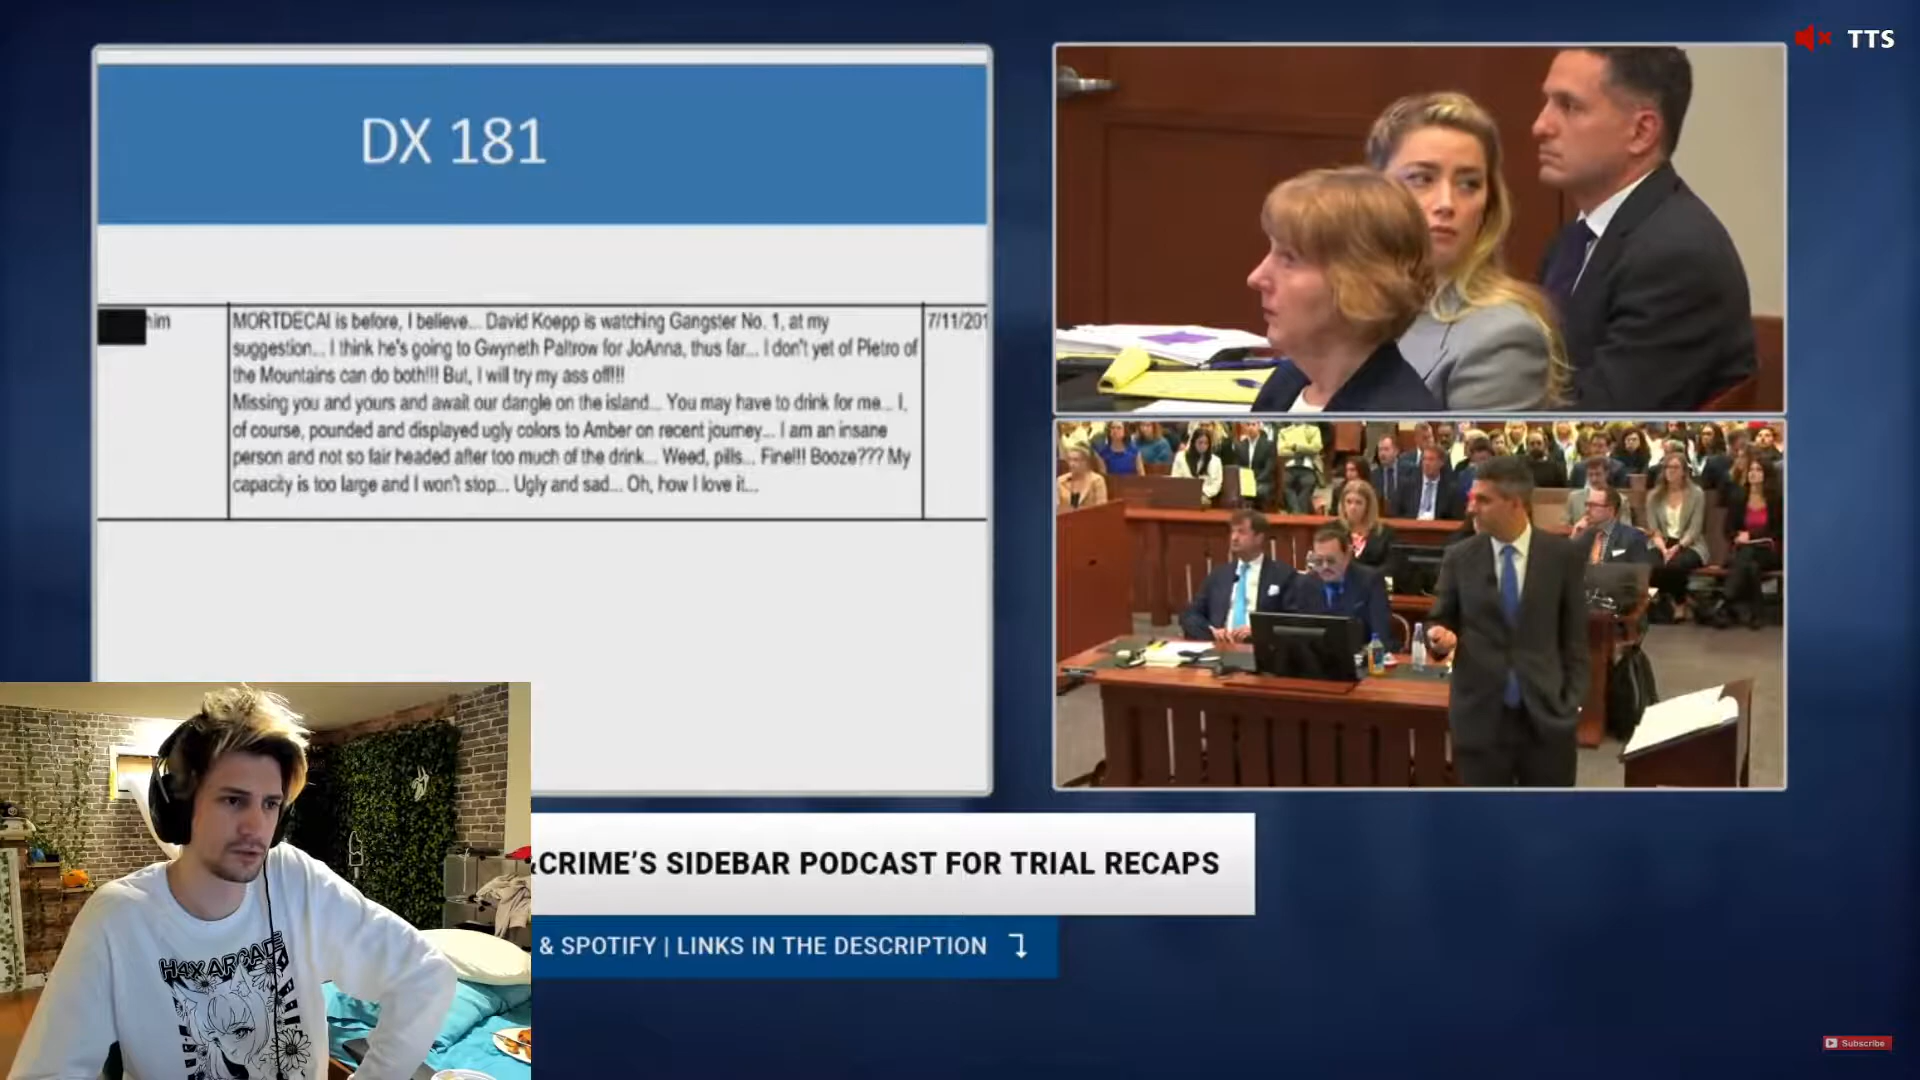 TTS
DX 181
him
MORTDECAI is before, I believe... David Koepp is watching Gangster No. 1, at my
suggestion... I think he's going to Gwyneth Paltrow for JoAnna, thus far... I don't yet of Pietro of
the Mountains can do both!!! But, I will try my ass off!!!
Missing you and yours and await our dangle on the island... You may have to drink for me... I,
of course, pounded and displayed ugly colors to Amber on recent journey... I am an insane
person and not so fair headed after too much of the drink... Weed, pills... Fine!!! Booze??? My
capacity is too large and I won't stop... Ugly and sad... Oh, how I love it...
7/11/201
&CRIME'S SIDEBAR PODCAST FOR TRIAL RECAPS
& SPOTIFY | LINKS IN THE DESCRIPTION
H4X ARCADE
Subscribe